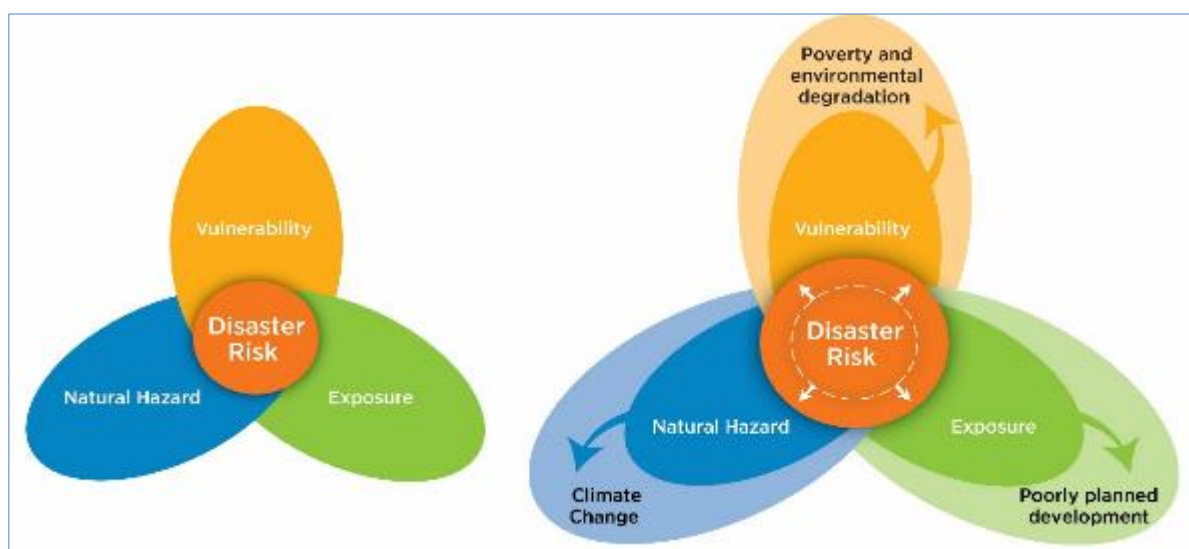 Vulnerability
Disaster
Risk
Natural Hazard
Exposure
Poverty and
environmental
degradation
Vulnerability
Disaster
Risk
Natural Hazard
Exposure
Climate
Change
Poorly planned
development